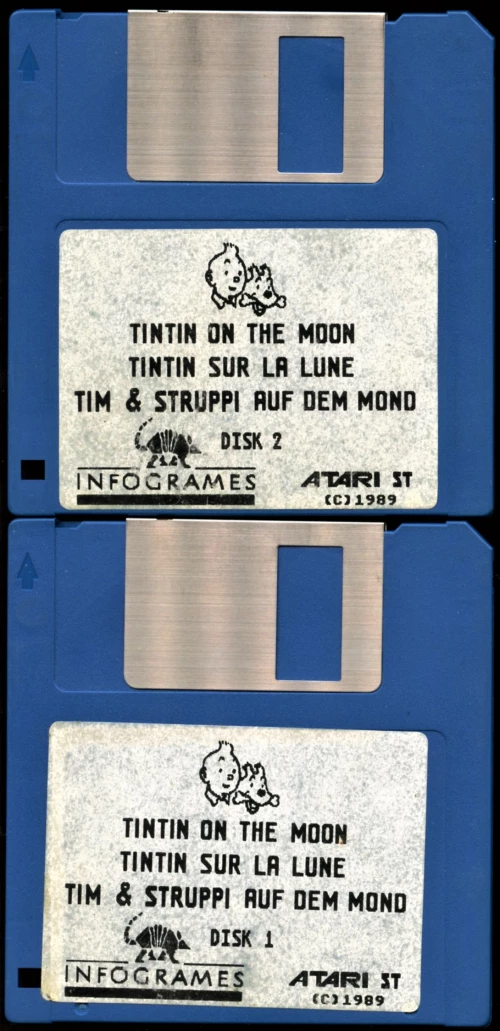 TINTIN ON THE MOON
TINTIN SUR LA LUNE
TIM & STRUPPI AUF DEM MOND
DISK 2
INFOGRAMES
ATARI ST
(C)1989
TINTIN ON THE MOON
TINTIN SUR LA LUNE
TIM & STRUPPI AUF DEM MOND
DISK 1
INFOGRAMES
ATARI ST
(C)1989